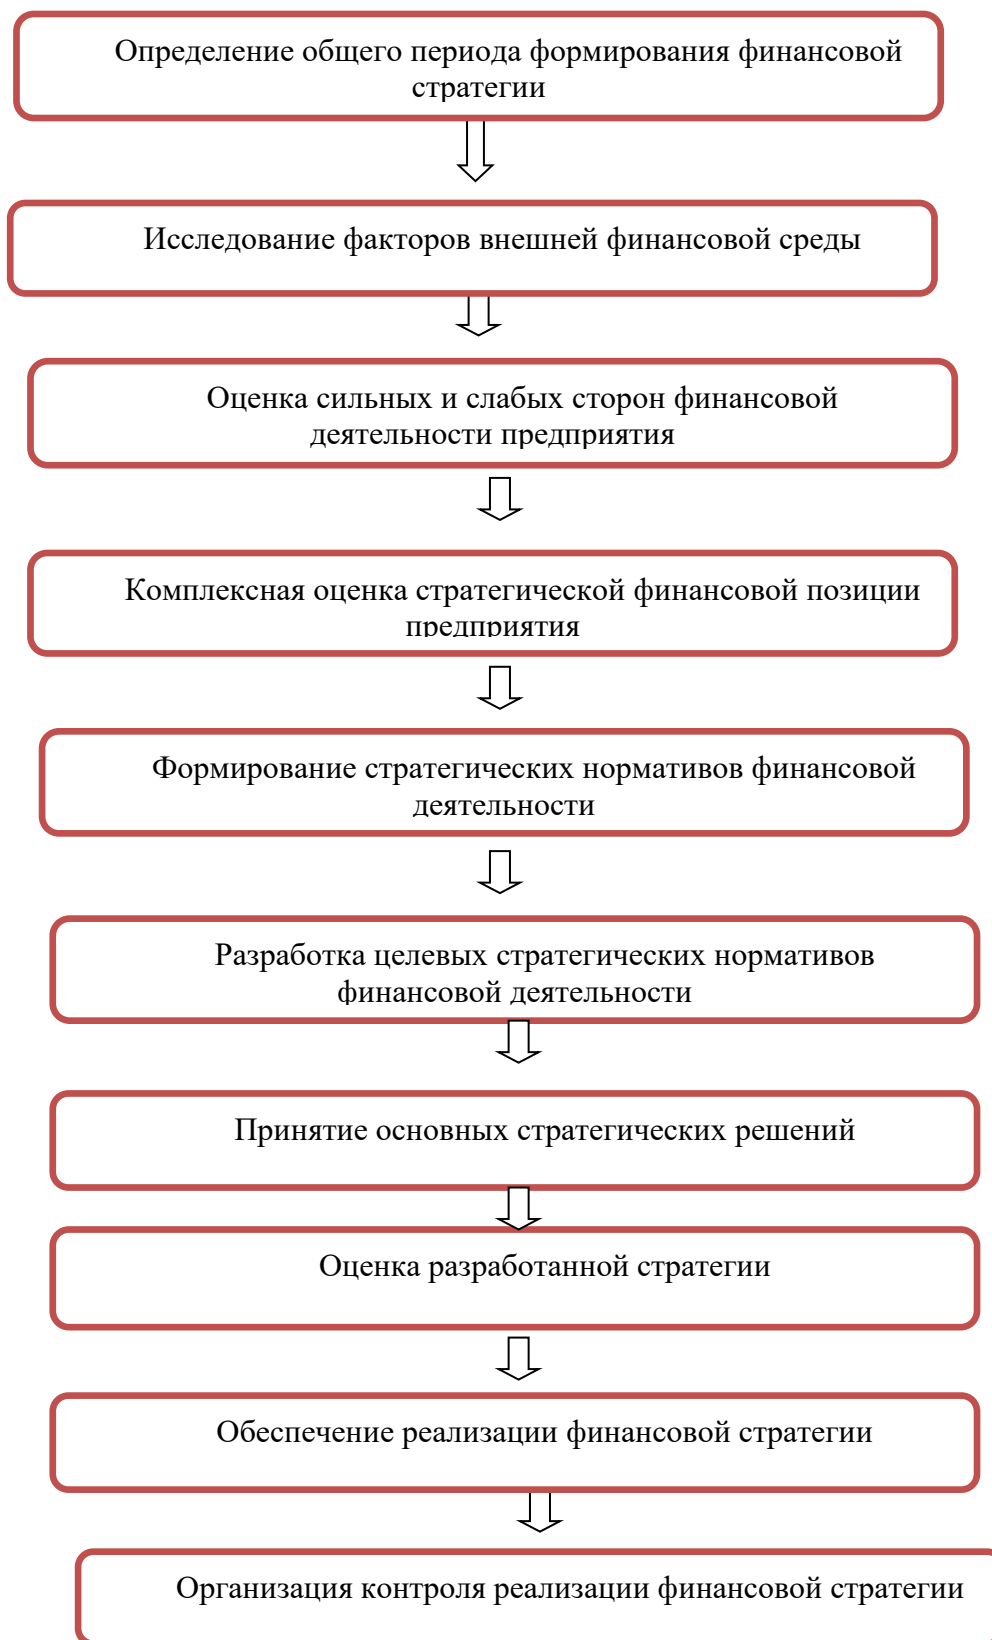 Определение общего периода формирования финансовой
стратегии
Исследование факторов внешней финансовой среды
Оценка сильных и слабых сторон финансовой
деятельности предприятия
Комплексная оценка стратегической финансовой позиции
предприятия
Формирование стратегических нормативов финансовой
деятельности
Разработка целевых стратегических нормативов
финансовой деятельности
Принятие основных стратегических решений
Оценка разработанной стратегии
Обеспечение реализации финансовой стратегии
Организация контроля реализации финансовой стратегии